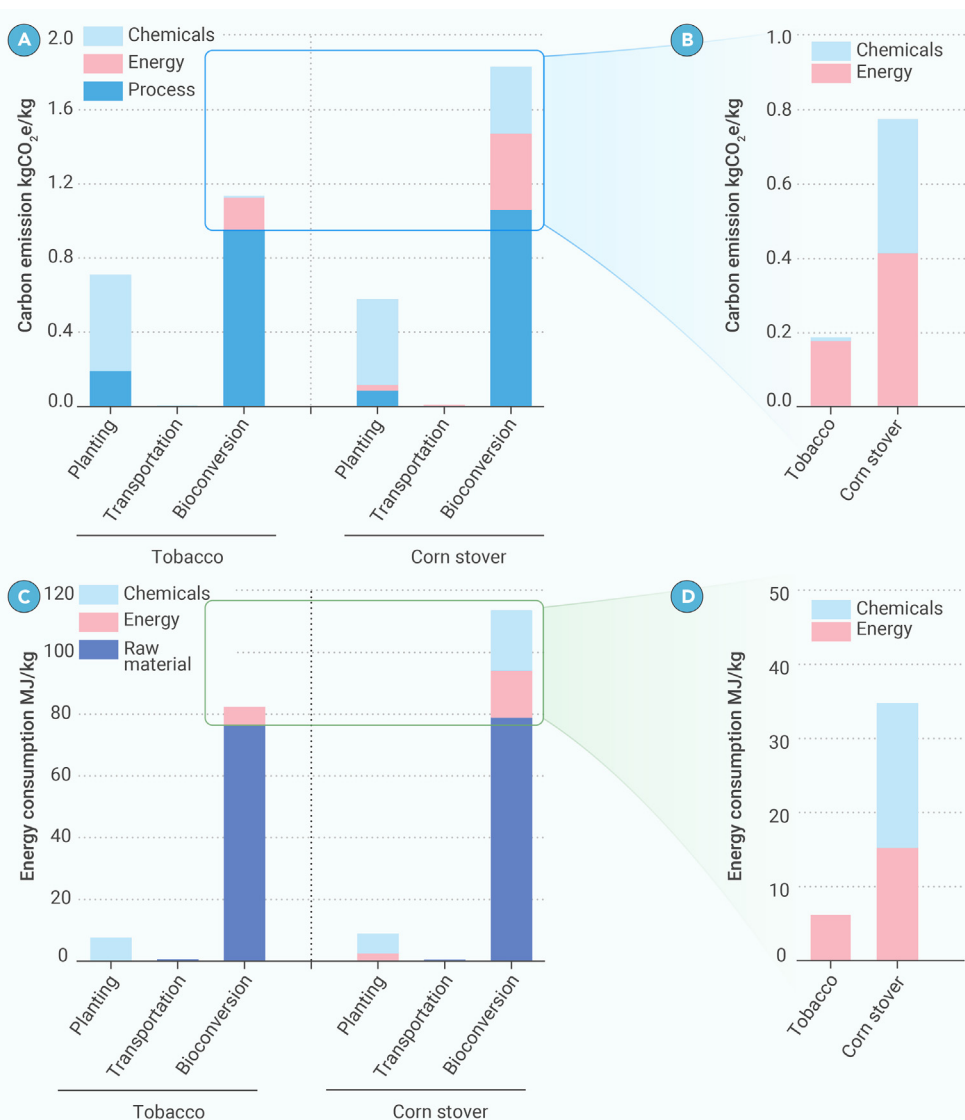 A
Chemicals
Energy
Process
2.0
1.6
1.2
0.8
0.4
0.0
Carbon emission kgCO2e/kg
Planting
Transportation
Bioconversion
Planting
Transportation
Bioconversion
Tobacco
Corn stover
B
Chemicals
Energy
1.0
0.8
0.6
0.4
0.2
0.0
Carbon emission kgCO2e/kg
Tobacco
Corn stover
C
Chemicals
Energy
Raw
material
120
100
80
60
40
20
0
Energy consumption MJ/kg
Planting
Transportation
Bioconversion
Planting
Transportation
Bioconversion
Tobacco
Corn stover
D
Chemicals
Energy
50
40
30
20
10
0
Energy consumption MJ/kg
Tobacco
Corn stover